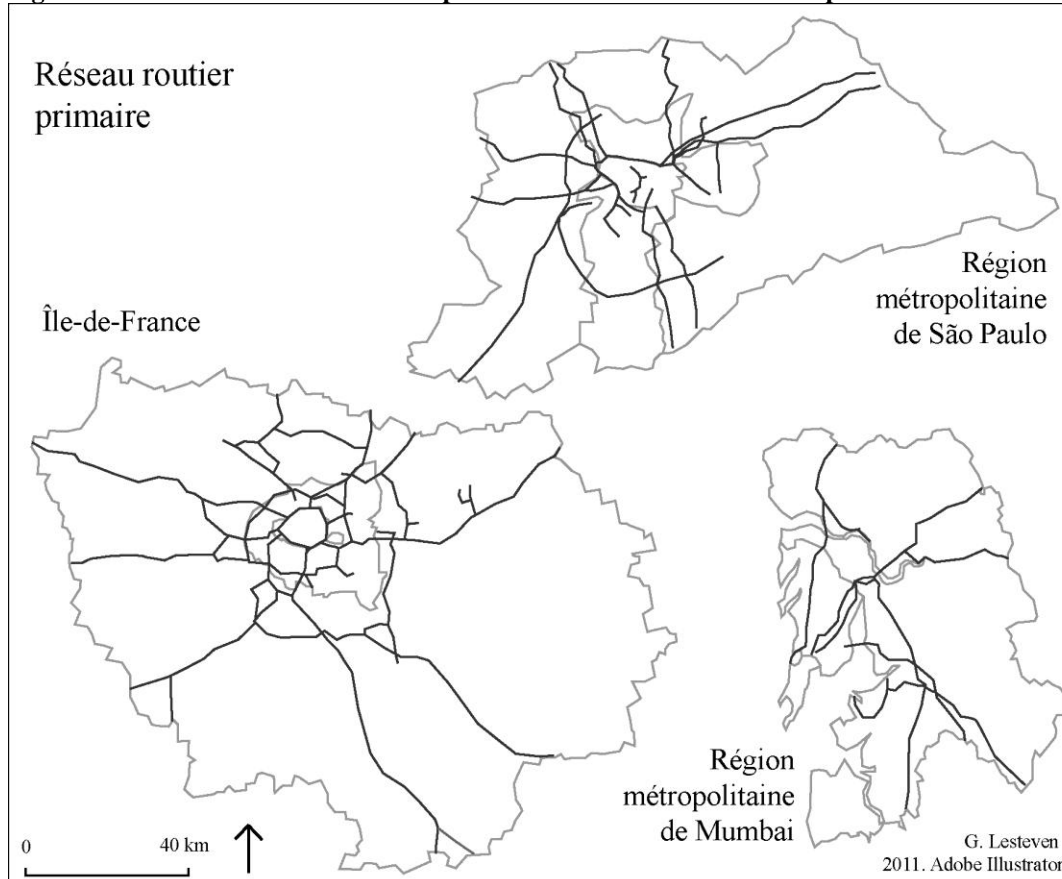 Réseau routier
primaire
Région
métropolitaine
de São Paulo
Île-de-France
Région
métropolitaine
de Mumbai
0 40 km
G. Lesteven
2011. Adobe Illustrator